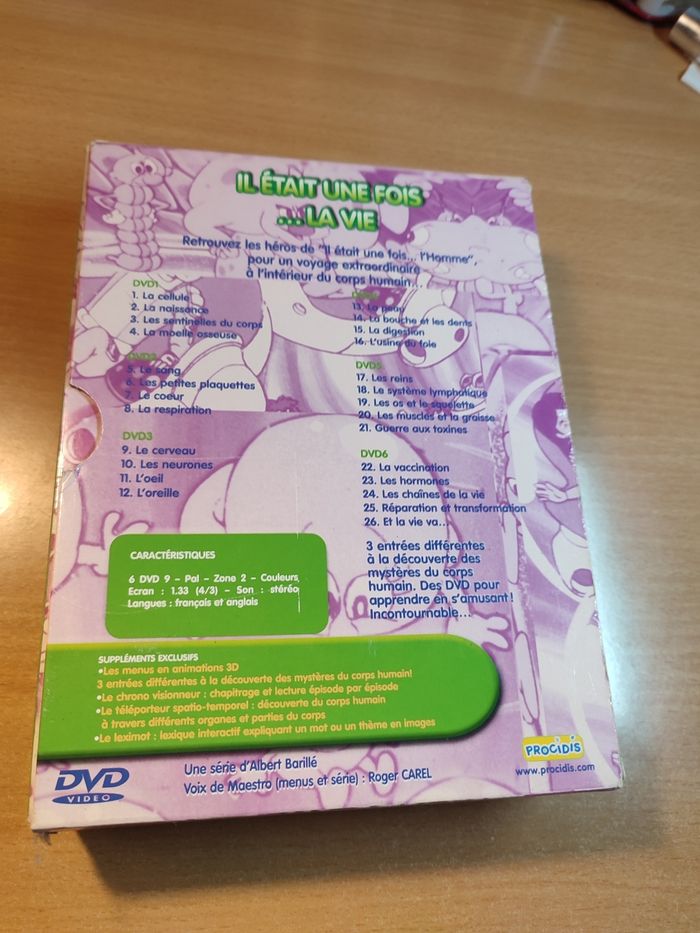 IL ÉTAIT UNE FOIS
...LA VIE
Retrouvez les héros de "Il était une fois... l'Homme",
pour un voyage extraordinaire
à l'intérieur du corps humain...
DVD1
1. La cellule
2. La naissance
3. Les sentinelles du corps
4. La moelle osseuse
DVD2
5. Le sang
6. Les petites plaquettes
7. Le coeur
8. La respiration
DVD3
9. Le cerveau
10. Les neurones
11. L'oeil
12. L'oreille
13. La peau
14. La bouche et les dents
15. La digestion
16. L'usine du foie
DVD5
17. Les reins
18. Le système lymphatique
19. Les os et le squelette
20. Les muscles et la graisse
21. Guerre aux toxines
DVD6
22. La vaccination
23. Les hormones
24. Les chaînes de la vie
25. Réparation et transformation
26. Et la vie va...
3 entrées différentes
à la découverte des
mystères du corps
humain. Des DVD pour
apprendre en s'amusant!
Incontournable...
CARACTÉRISTIQUES
6 DVD 9 – Pal – Zone 2 – Couleurs
Ecran : 1.33 (4/3) – Son : stéréo
Langues : français et anglais
SUPPLÉMENTS EXCLUSIFS
•Les menus en animations 3D
3 entrées différentes à la découverte des mystères du corps humain!
•Le chrono visionneur : chapitrage et lecture épisode par épisode
•Le téléporteur spatio-temporel : découverte du corps humain
à travers différents organes et parties du corps
•Le leximot : lexique interactif expliquant un mot ou un thème en images
DVD
VIDEO
Une série d'Albert Barillé
Voix de Maestro (menus et série) : Roger CAREL
PROCIDIS
www.procidis.com